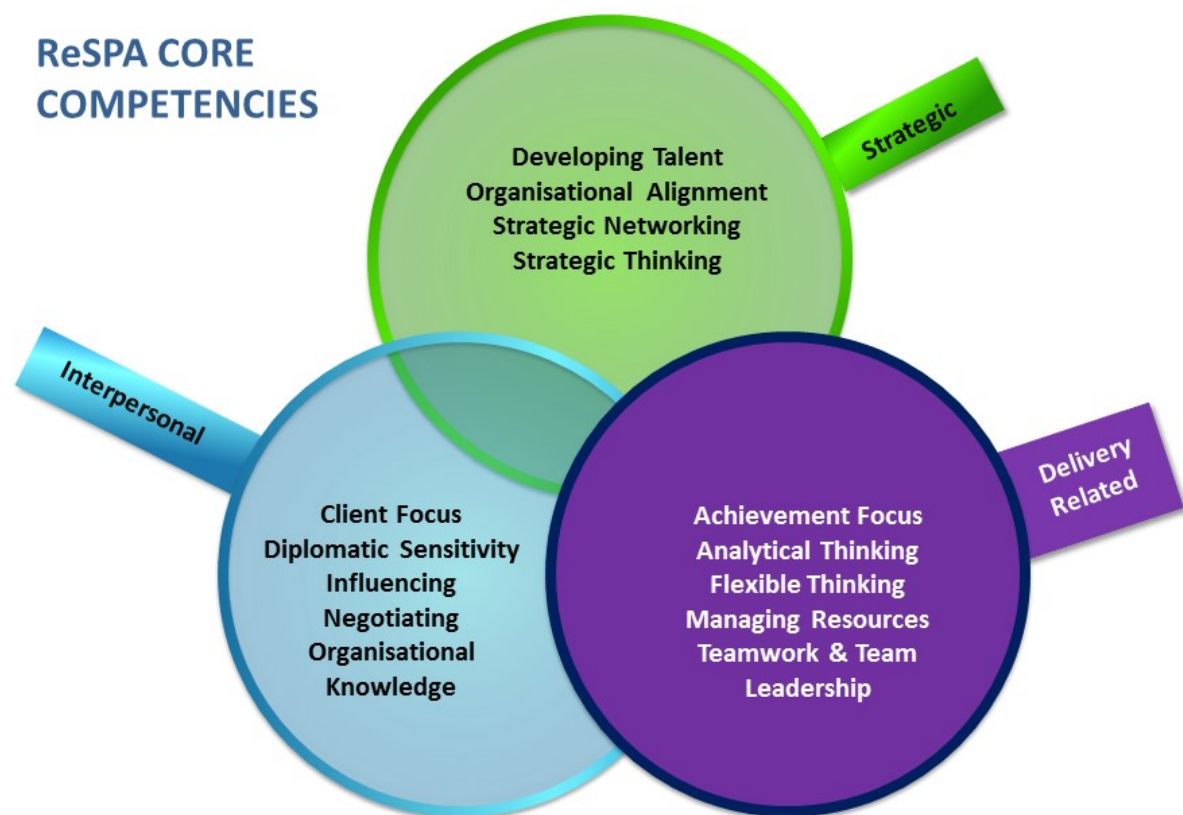 ReSPA CORE
COMPETENCIES
Strategic
Developing Talent
Organisational Alignment
Strategic Networking
Strategic Thinking
Interpersonal
Client Focus
Diplomatic Sensitivity
Influencing
Negotiating
Organisational
Knowledge
Delivery
Related
Achievement Focus
Analytical Thinking
Flexible Thinking
Managing Resources
Teamwork & Team
Leadership